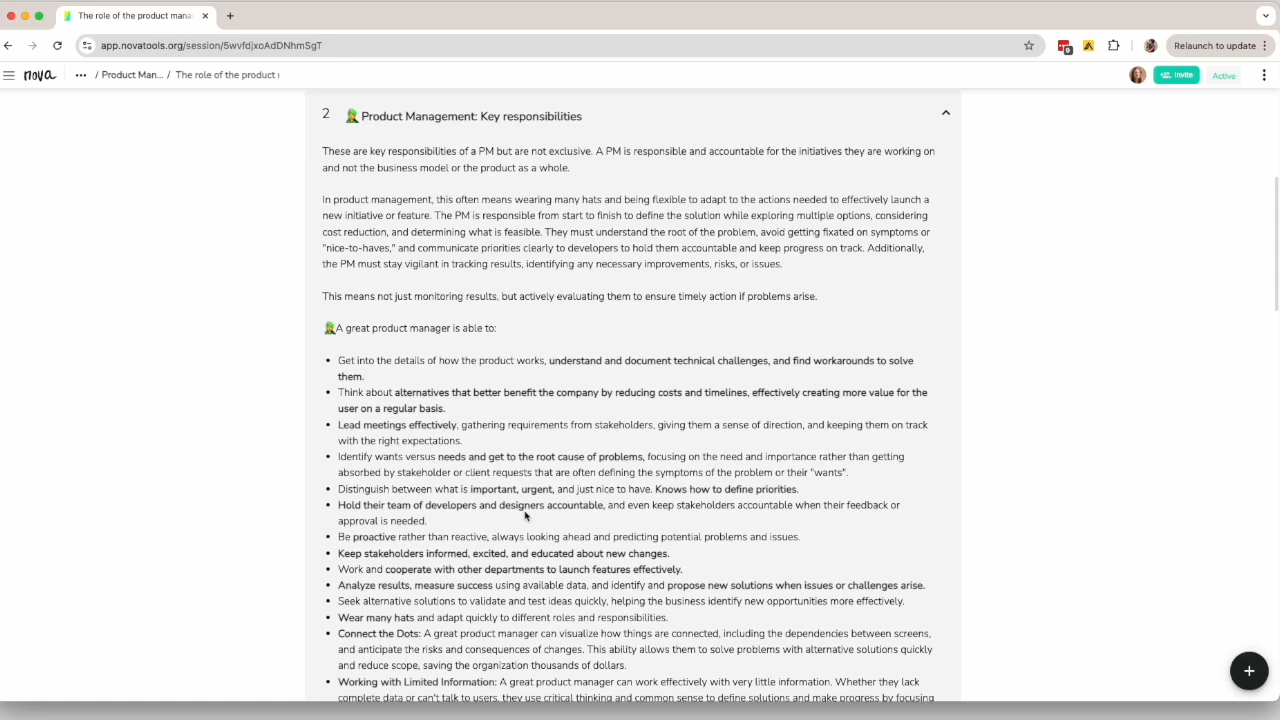 The role of the product mana
app.novatools.org/session/5wvfdjxoAdDNhmSgT
9
Relaunch to update
nova
••• / Product Man... / The role of the product r
Invite
Active
2 Product Management: Key responsibilities
These are key responsibilities of a PM but are not exclusive. A PM is responsible and accountable for the initiatives they are working on
and not the business model or the product as a whole.
In product management, this often means wearing many hats and being flexible to adapt to the actions needed to effectively launch a
new initiative or feature. The PM is responsible from start to finish to define the solution while exploring multiple options, considering
cost reduction, and determining what is feasible. They must understand the root of the problem, avoid getting fixated on symptoms or
"nice-to-haves," and communicate priorities clearly to developers to hold them accountable and keep progress on track. Additionally,
the PM must stay vigilant in tracking results, identifying any necessary improvements, risks, or issues.
This means not just monitoring results, but actively evaluating them to ensure timely action if problems arise.
A great product manager is able to:
• Get into the details of how the product works, understand and document technical challenges, and find workarounds to solve
them.
• Think about alternatives that better benefit the company by reducing costs and timelines, effectively creating more value for the
user on a regular basis.
• Lead meetings effectively, gathering requirements from stakeholders, giving them a sense of direction, and keeping them on track
with the right expectations.
• Identify wants versus needs and get to the root cause of problems, focusing on the need and importance rather than getting
absorbed by stakeholder or client requests that are often defining the symptoms of the problem or their "wants".
• Distinguish between what is important, urgent, and just nice to have. Knows how to define priorities.
• Hold their team of developers and designers accountable, and even keep stakeholders accountable when their feedback or
approval is needed.
• Be proactive rather than reactive, always looking ahead and predicting potential problems and issues.
• Keep stakeholders informed, excited, and educated about new changes.
• Work and cooperate with other departments to launch features effectively.
• Analyze results, measure success using available data, and identify and propose new solutions when issues or challenges arise.
• Seek alternative solutions to validate and test ideas quickly, helping the business identify new opportunities more effectively.
• Wear many hats and adapt quickly to different roles and responsibilities.
• Connect the Dots: A great product manager can visualize how things are connected, including the dependencies between screens,
and anticipate the risks and consequences of changes. This ability allows them to solve problems with alternative solutions quickly
and reduce scope, saving the organization thousands of dollars.
• Working with Limited Information: A great product manager can work effectively with very little information. Whether they lack
complete data or can't talk to users, they use critical thinking and common sense to define solutions and make progress by focusing